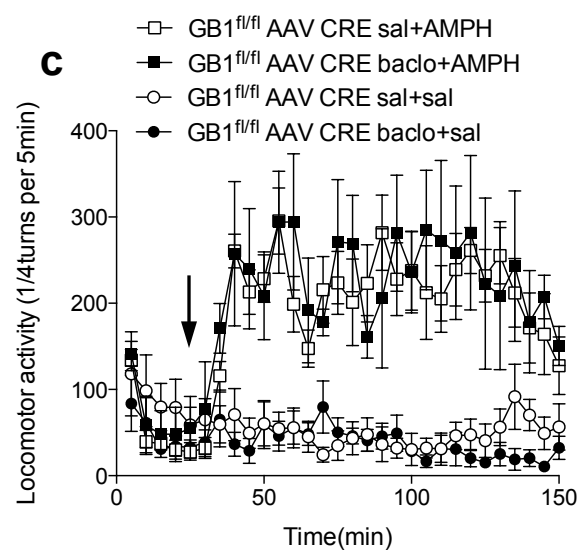 c
GB1fl/fl AAV CRE sal+AMPH
GB1fl/fl AAV CRE baclo+AMPH
GB1fl/fl AAV CRE sal+sal
GB1fl/fl AAV CRE baclo+sal
Locomotor activity (1/4turns per 5min)
400
300
200
100
0
0
50
100
150
Time(min)